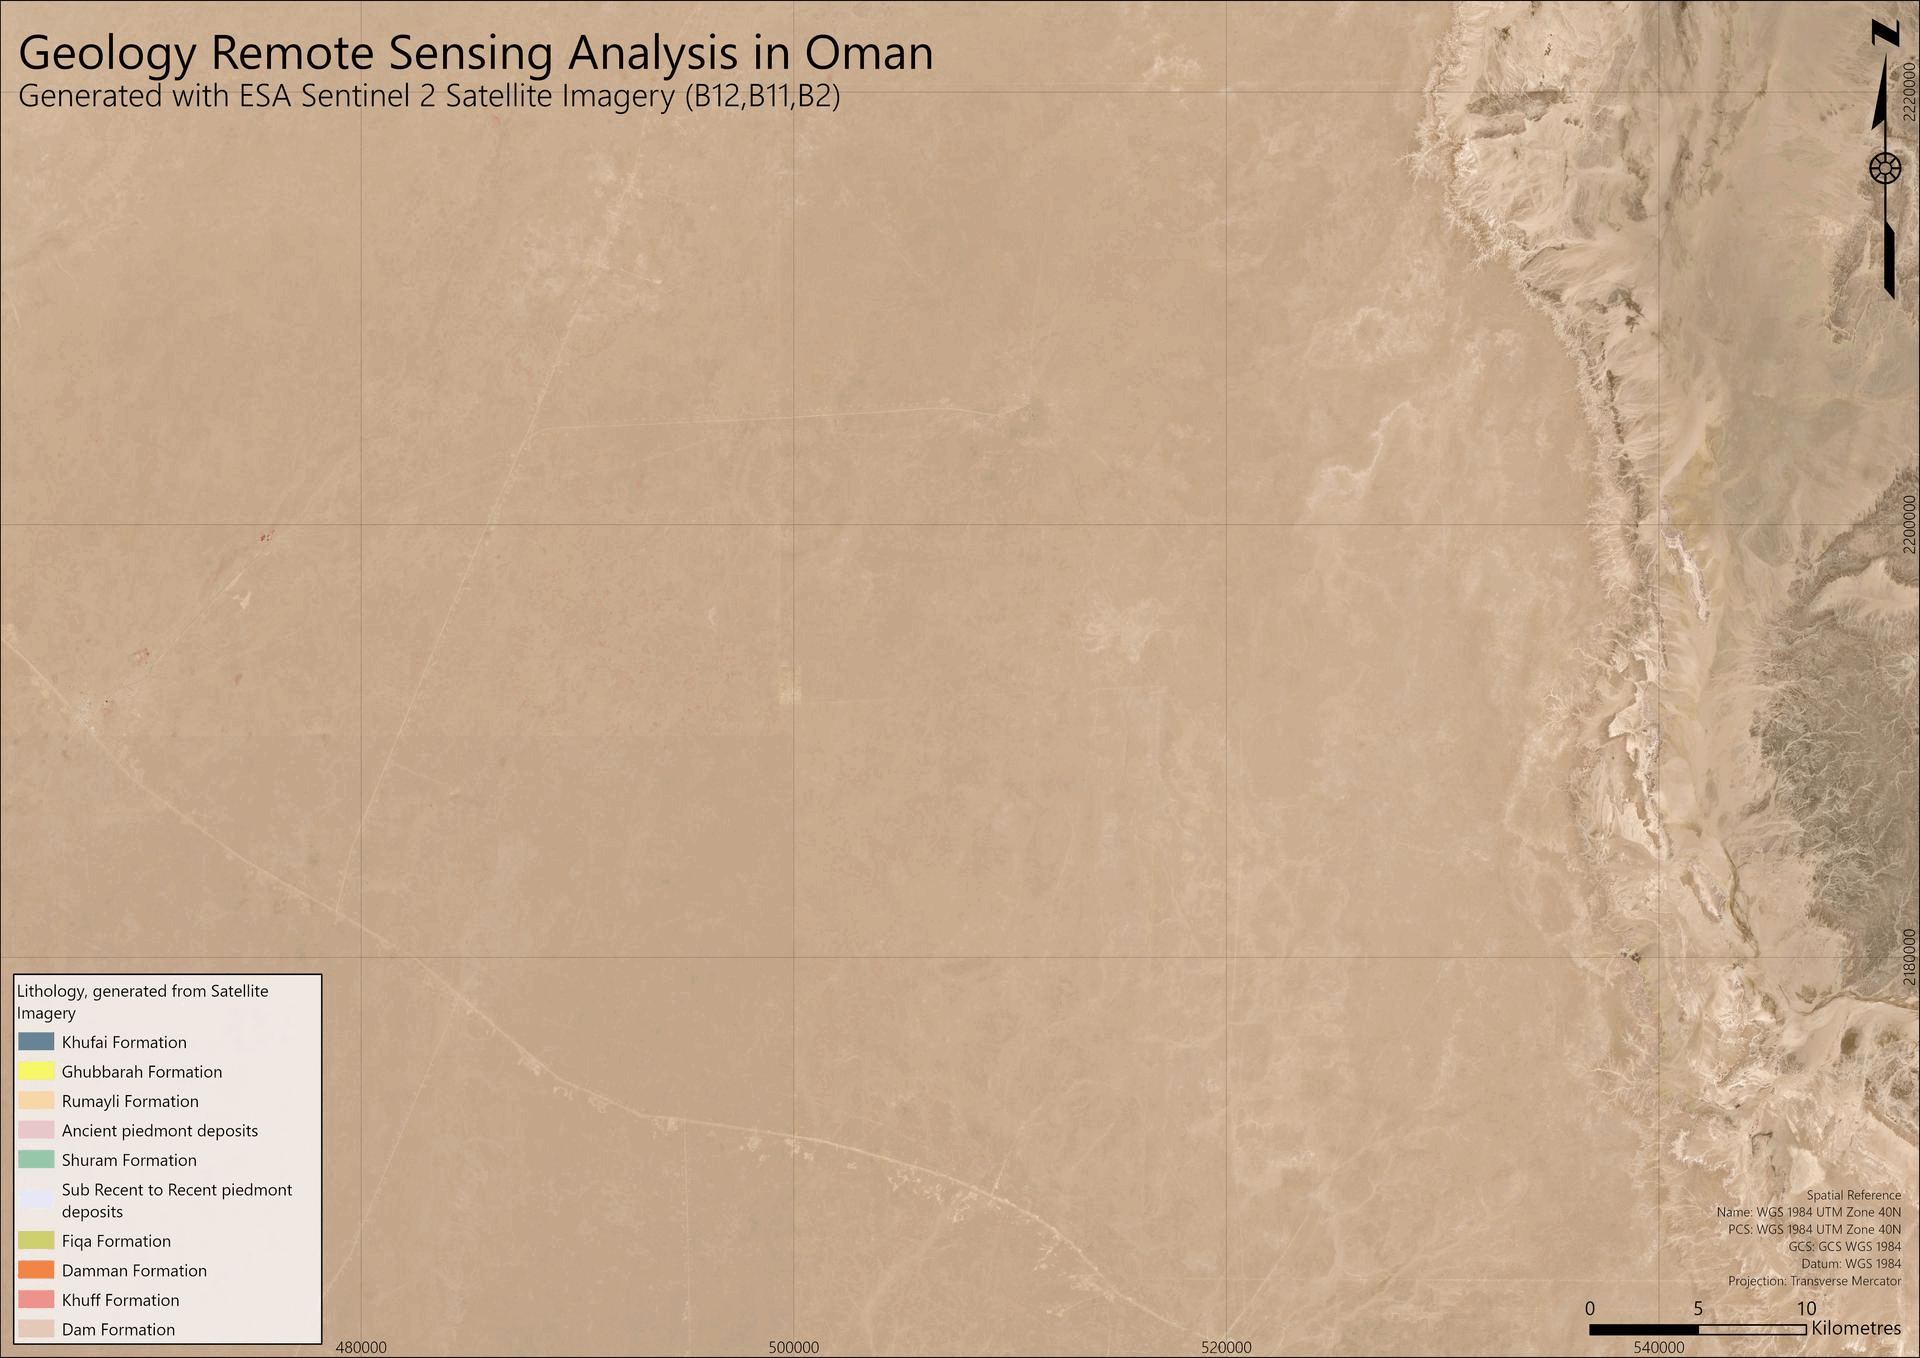 Geology Remote Sensing Analysis in Oman
Generated with ESA Sentinel 2 Satellite Imagery (B12,B11,B2)
N
2220000
2200000
2180000
Lithology, generated from Satellite
Imagery
Khufai Formation
Ghubbarah Formation
Rumayli Formation
Ancient piedmont deposits
Shuram Formation
Sub Recent to Recent piedmont
deposits
Fiqa Formation
Damman Formation
Khuff Formation
Dam Formation
Spatial Reference
Name: WGS 1984 UTM Zone 40N
PCS: WGS 1984 UTM Zone 40N
GCS: GCS WGS 1984
Datum: WGS 1984
Projection: Transverse Mercator
0 5 10
Kilometres
480000 500000 520000 540000